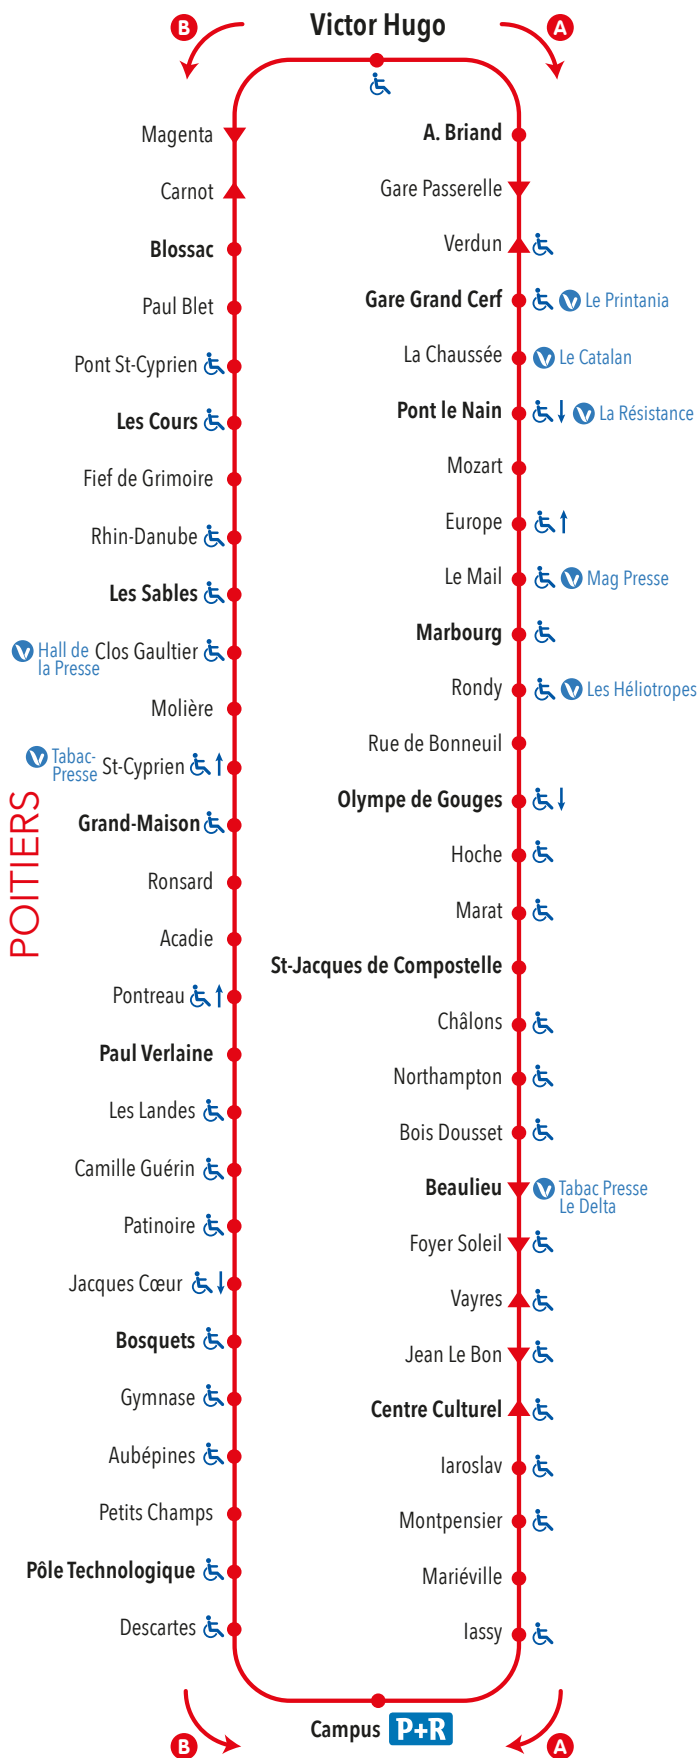 B
Victor Hugo
A
Magenta
Carnot
Blossac
Paul Blet
Pont St-Cyprien
Les Cours
Fief de Grimoire
Rhin-Danube
Les Sables
Hall de
la Presse
Clos Gaultier
Molière
Tabac-
Presse
St-Cyprien
Grand-Maison
Ronsard
Acadie
Pontreau
Paul Verlaine
Les Landes
Camille Guérin
Patinoire
Jacques Cœur
Bosquets
Gymnase
Aubépines
Petits Champs
Pôle Technologique
Descartes
POITIERS
A. Briand
Gare Passerelle
Verdun
Gare Grand Cerf V Le Printania
La Chaussée V Le Catalan
Pont le Nain V La Résistance
Mozart
Europe
Le Mail V Mag Presse
Marbourg
Rondy V Les Héliotropes
Rue de Bonneuil
Olympe de Gouges
Hoche
Marat
St-Jacques de Compostelle
Châlons
Northampton
Bois Dousset
Beaulieu V Tabac Presse
Le Delta
Foyer Soleil
Vayres
Jean Le Bon
Centre Culturel
Iaroslav
Montpensier
Mariéville
Iassy
Campus P+R
B
A